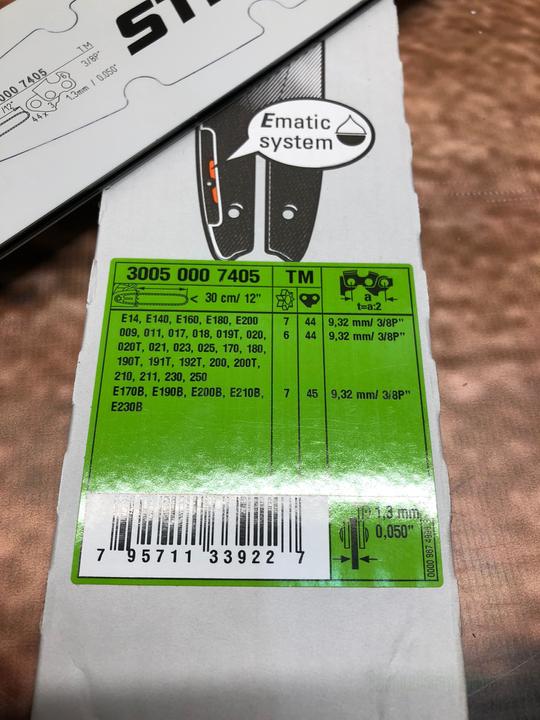 STI
TM
000 7405
3/8P"
1,3mm / 0.050"
/12"
44x
Ematic
system
3005 000 7405 TM
< 30 cm/ 12" a
t=a:2
E14, E140, E160, E180, E200 7 44 9,32 mm/ 3/8P"
009, 011, 017, 018, 019T, 020, 6 44 9,32 mm/ 3/8P"
020T, 021, 023, 025, 170, 180,
190T, 191T, 192T, 200, 200T,
210, 211, 230, 250
E170B, E190B, E200B, E210B, 7 45 9,32 mm/ 3/8P"
E230B
1,3 mm
0,050"
7 95711 33922 7